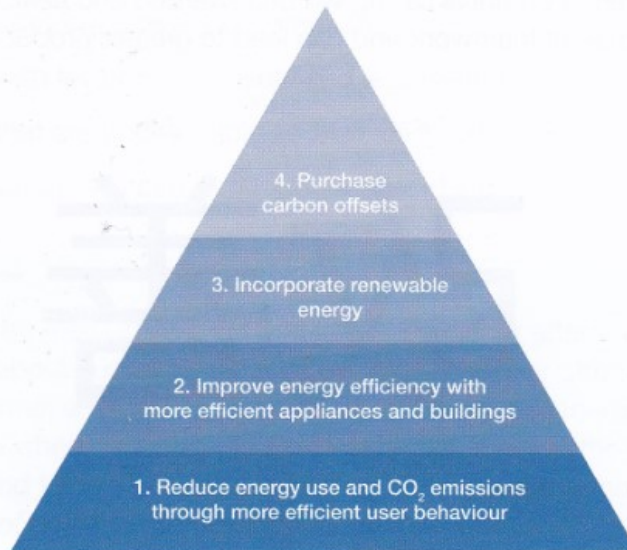 4. Purchase
carbon offsets
3. Incorporate renewable
energy
2. Improve energy efficiency with
more efficient appliances and buildings
1. Reduce energy use and CO₂ emissions
through more efficient user behaviour